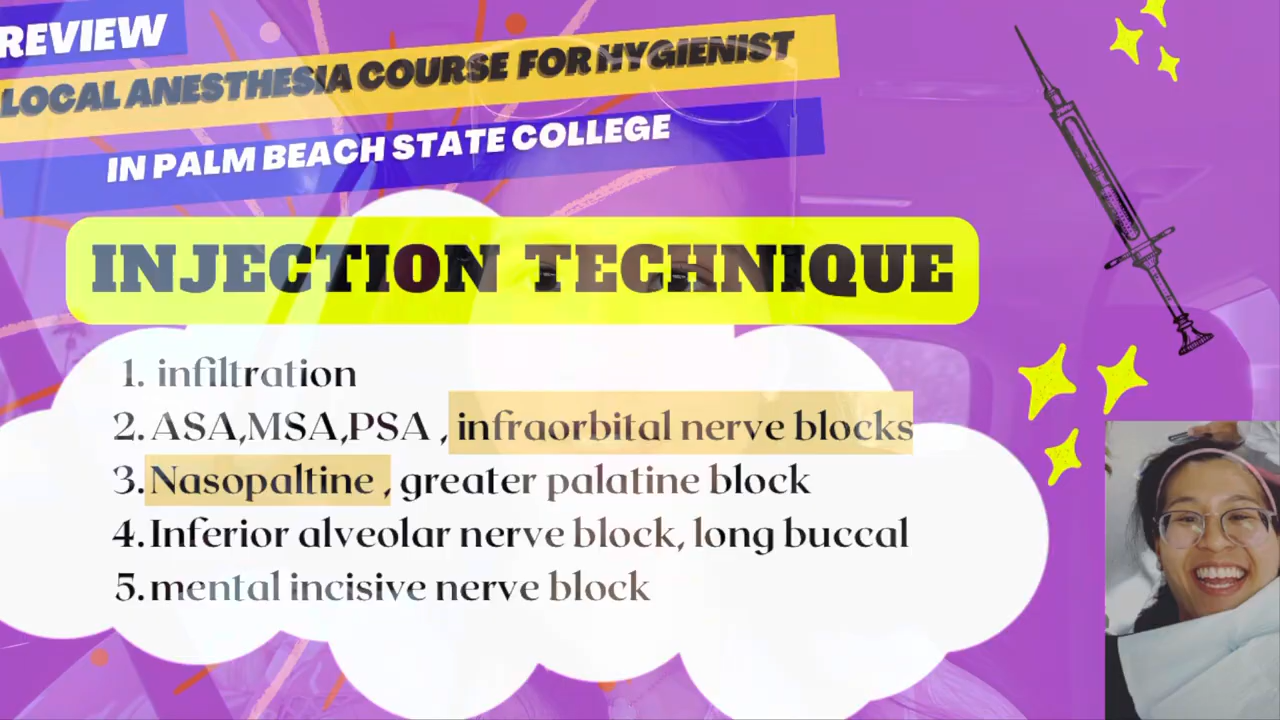 REVIEW
LOCAL ANESTHESIA COURSE FOR HYGIENIST
IN PALM BEACH STATE COLLEGE
INJECTION TECHNIQUE
1. infiltration
2. ASA,MSA,PSA , infraorbital nerve blocks
3. Nasopaltine , greater palatine block
4. Inferior alveolar nerve block, long buccal
5. mental incisive nerve block